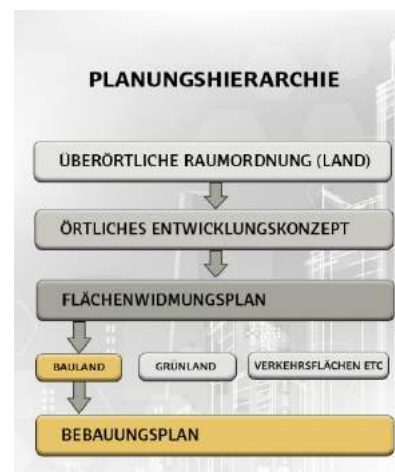 PLANUNGSHIERARCHIE
ÜBERÖRTLICHE RAUMORDNUNG (LAND)
ÖRTLICHES ENTWICKLUNGSKONZEPT
FLÄCHENWIDMUNGSPLAN
BAULAND
GRÜNLAND
VERKEHRSFLÄCHEN ETC
BEBAUUNGSPLAN